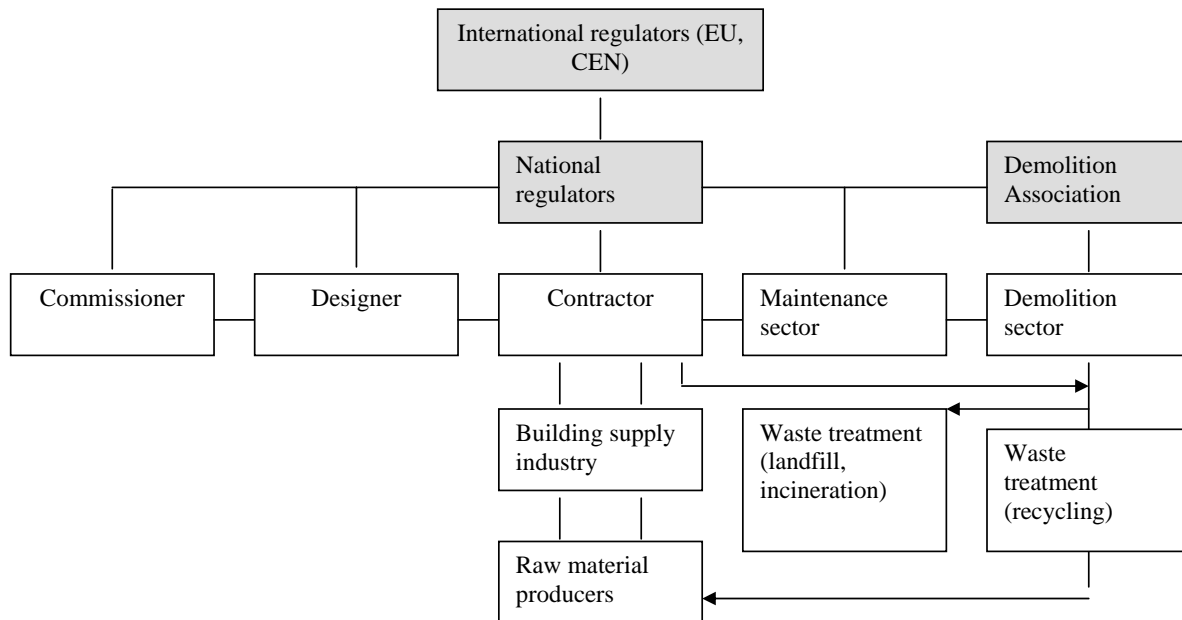 International regulators (EU,
CEN)
National
regulators
Demolition
Association
Commissioner
Designer
Contractor
Maintenance
sector
Demolition
sector
Building supply
industry
Waste treatment
(landfill,
incineration)
Waste
treatment
(recycling)
Raw material
producers